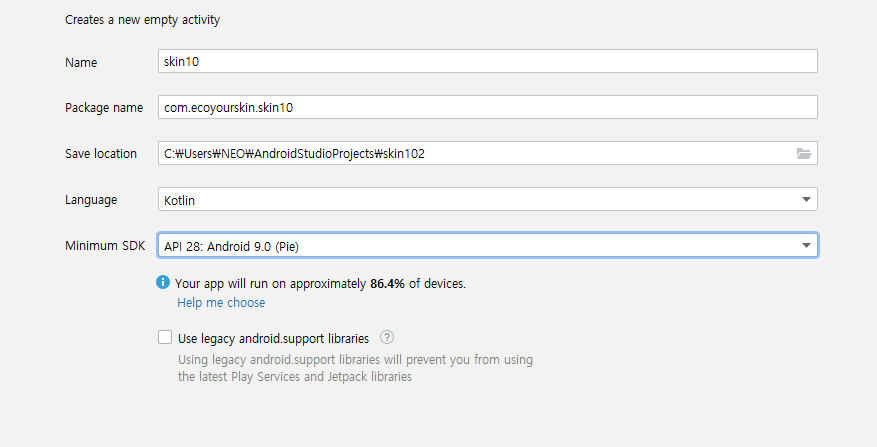 Creates a new empty activity
Name skin10
Package name com.ecoyourskin.skin10
Save location C:₩Users₩NEO₩AndroidStudioProjects₩skin102
Language Kotlin
Minimum SDK API 28: Android 9.0 (Pie)
Your app will run on approximately 86.4% of devices.
Help me choose
Use legacy android.support libraries ?
Using legacy android.support libraries will prevent you from using
the latest Play Services and Jetpack libraries